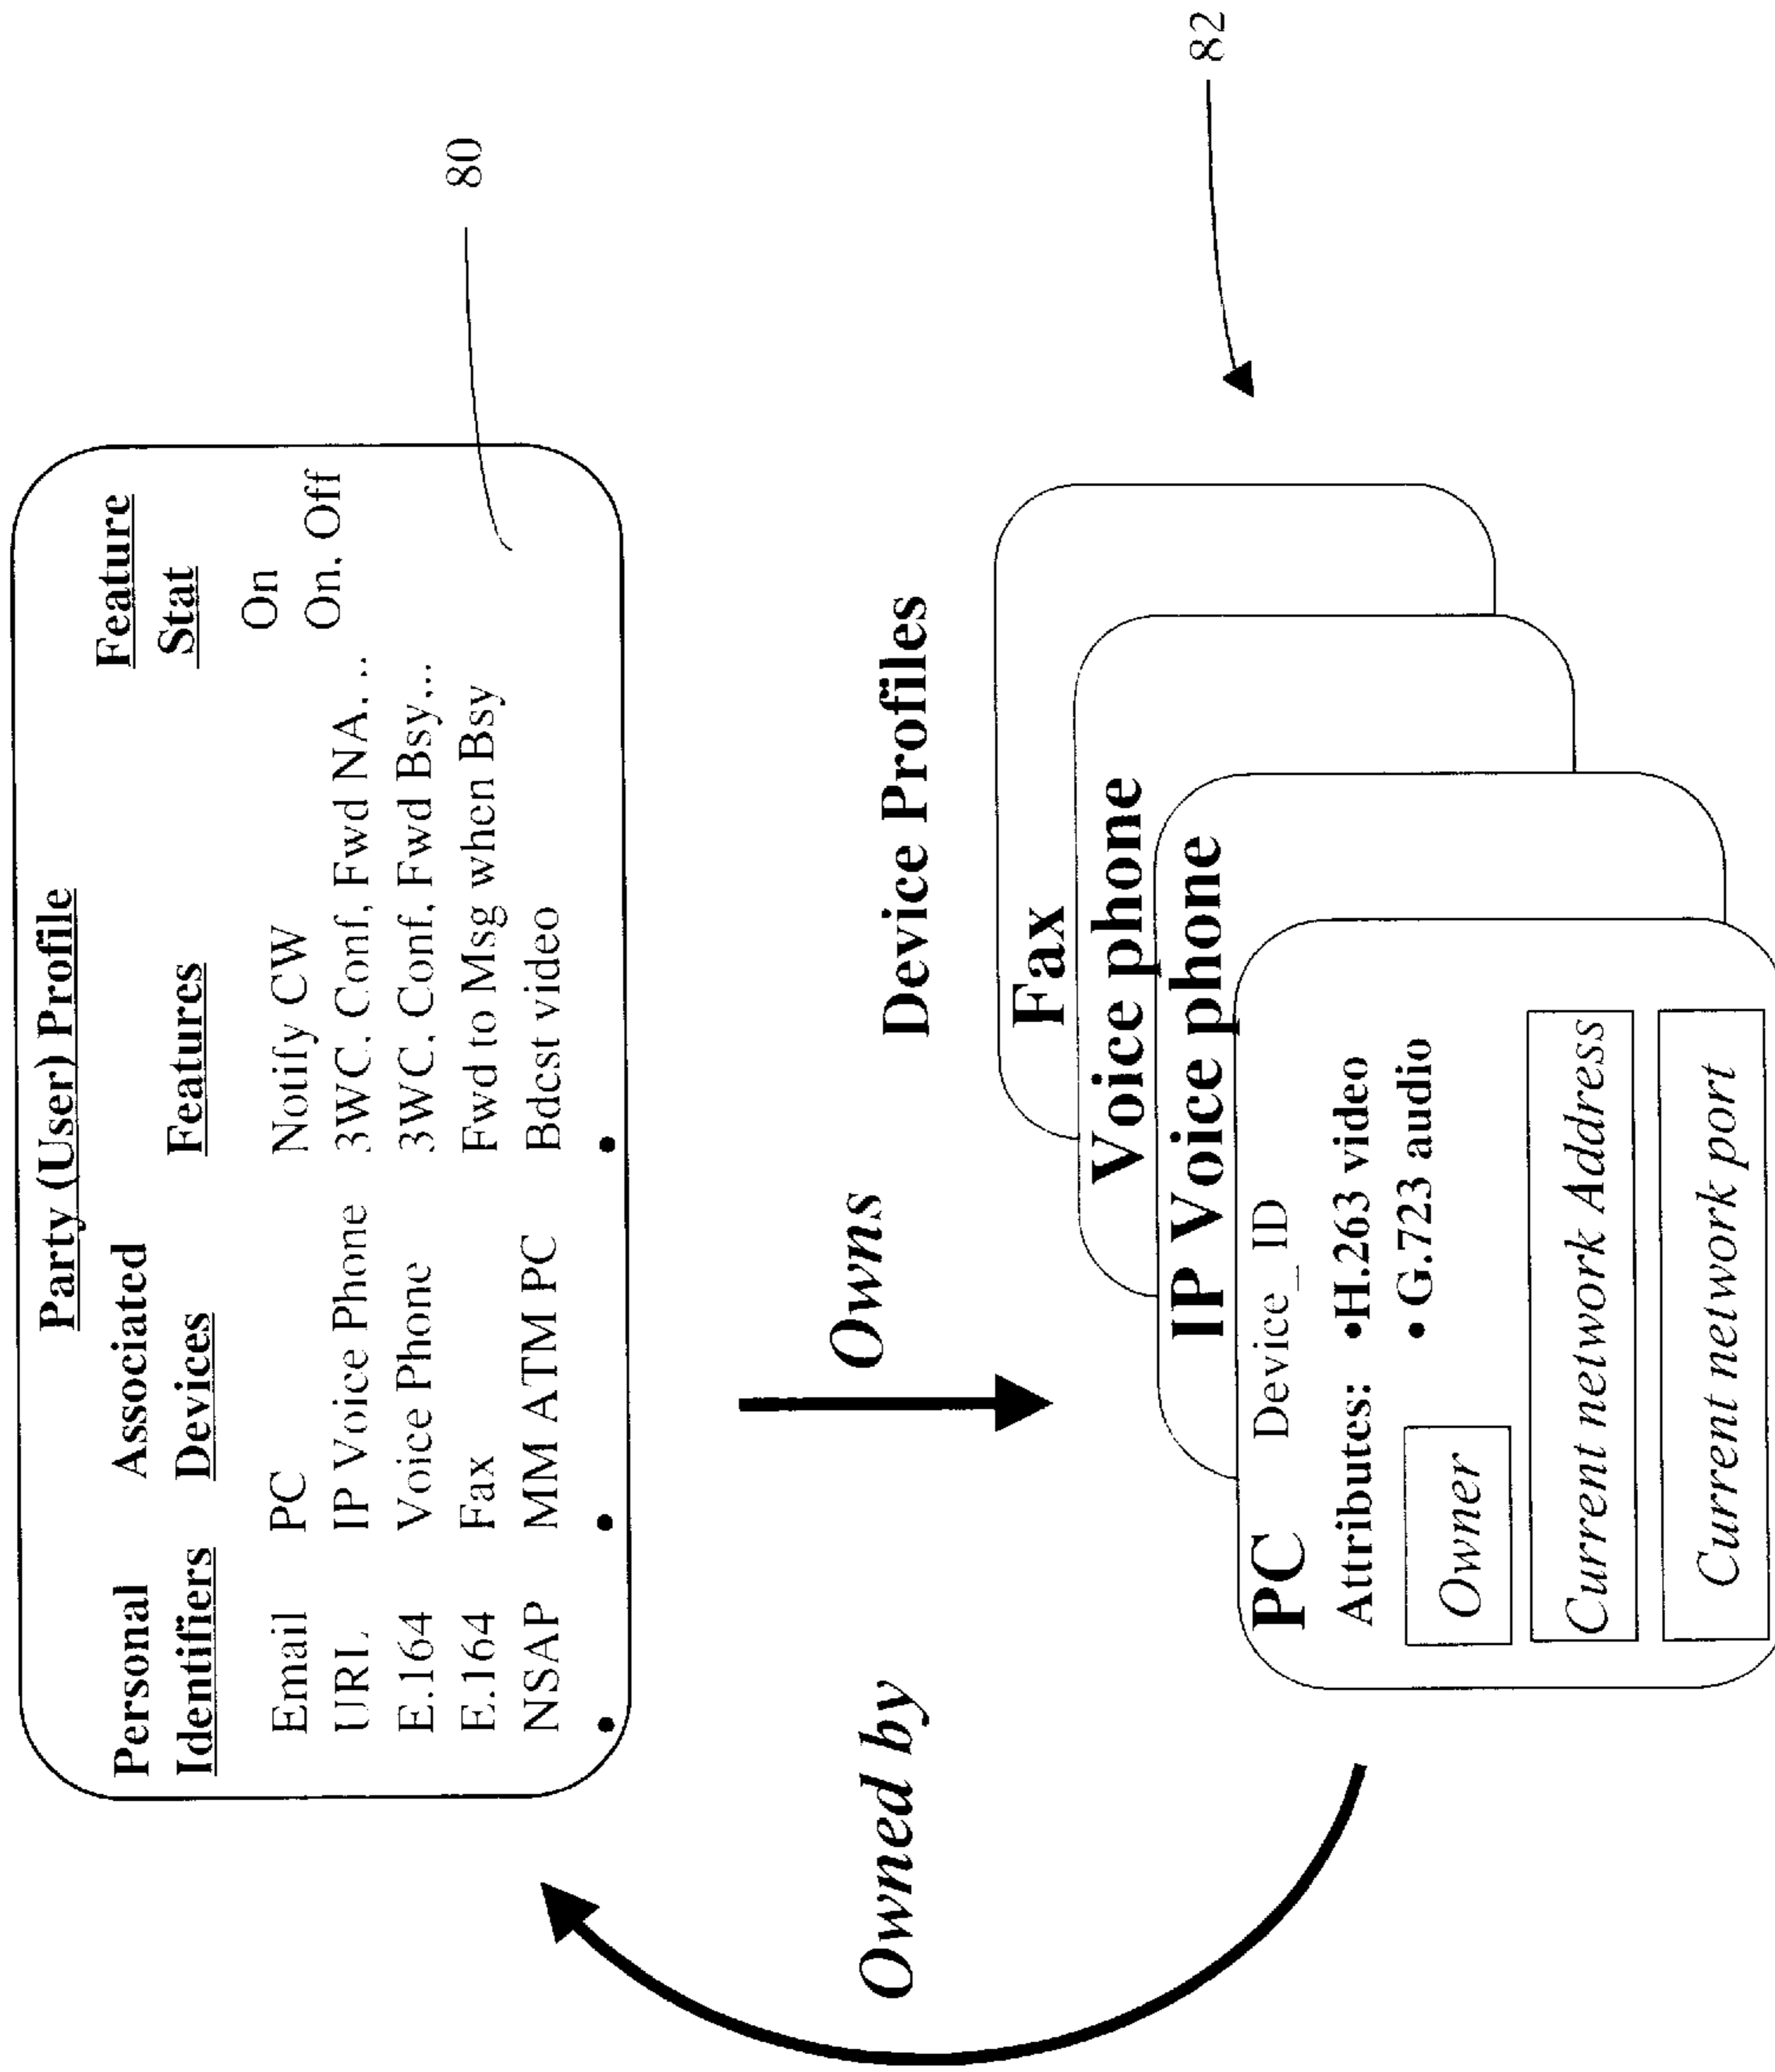 Party (User) Profile
Personal Associated Feature
Identifiers Devices Features Stat
Email PC Notify CW On
URL IP Voice Phone 3WC, Conf, Fwd NA, .. On, Off
E.164 Voice Phone 3WC, Conf, Fwd Bsy,..
E.164 Fax Fwd to Msg when Bsy
NSAP MM ATM PC Bdcst video
• • •
80
Owned by
Owns
Device Profiles
82
Fax
Voice phone
IP Voice phone
PC Device_ID
Attributes: •H.263 video
• G.723 audio
Owner
Current network Address
Current network port